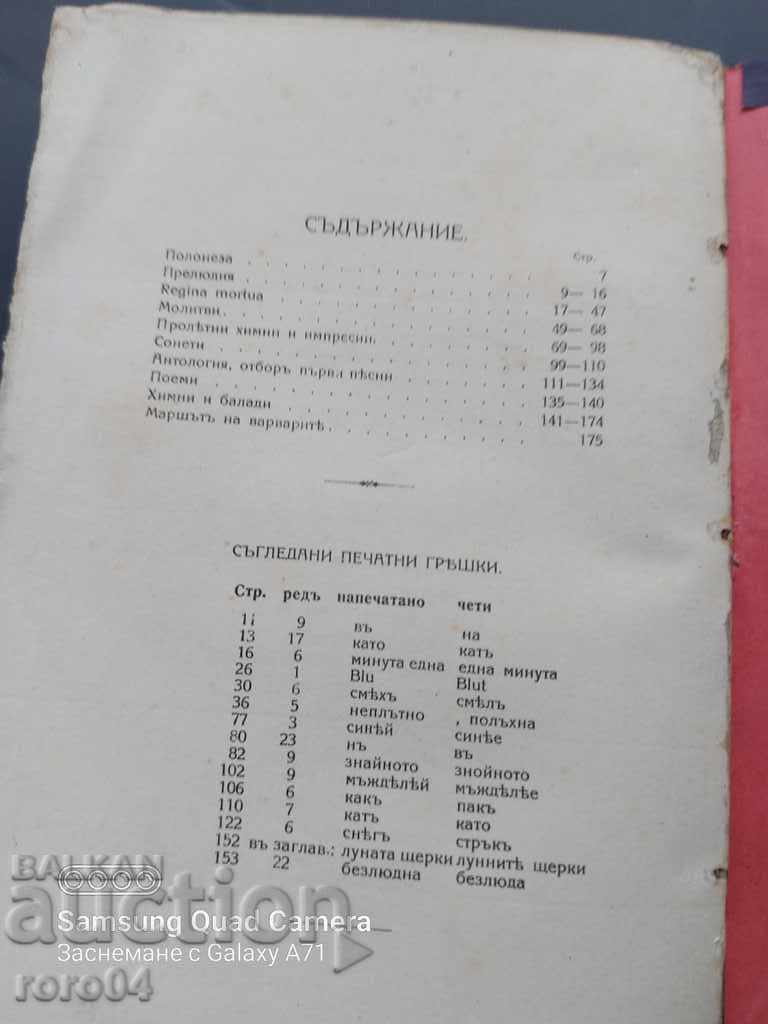 СЪДЪРЖАНИЕ.
Стр.
Полонеза 7
Прелюдия 9— 16
Regina mortua 17— 47
Молитви. 49— 68
Пролѣтни химни и импресии. 69— 98
Сонети 99—110
Антология, отборъ първи пѣсни 111—134
Поеми 135—140
Химни и балади 141—174
Маршътъ на варваритѣ. 175
СЪГЛЕДАНИ ПЕЧАТНИ ГРѢШКИ.
Стр. редъ напечатано чети
11 9 въ на
13 17 като катъ
16 6 минута една една минута
26 1 Blu Blut
30 6 смѣхъ смѣлъ
36 5 неплътно , полъхна
77 3 синѣй синѣе
80 23 нъ въ
82 9 знайното знойното
102 9 мъждѣлѣй мъждѣлѣе
106 6 какъ пакъ
110 7 катъ като
122 6 снѣгъ стръкъ
152 въ заглав.: луната щерки луннитѣ щерки
153 22 безлюдна безлюда
BALKAN
auction
Samsung Quad Camera
Заснемане с Galaxy A71
roro04